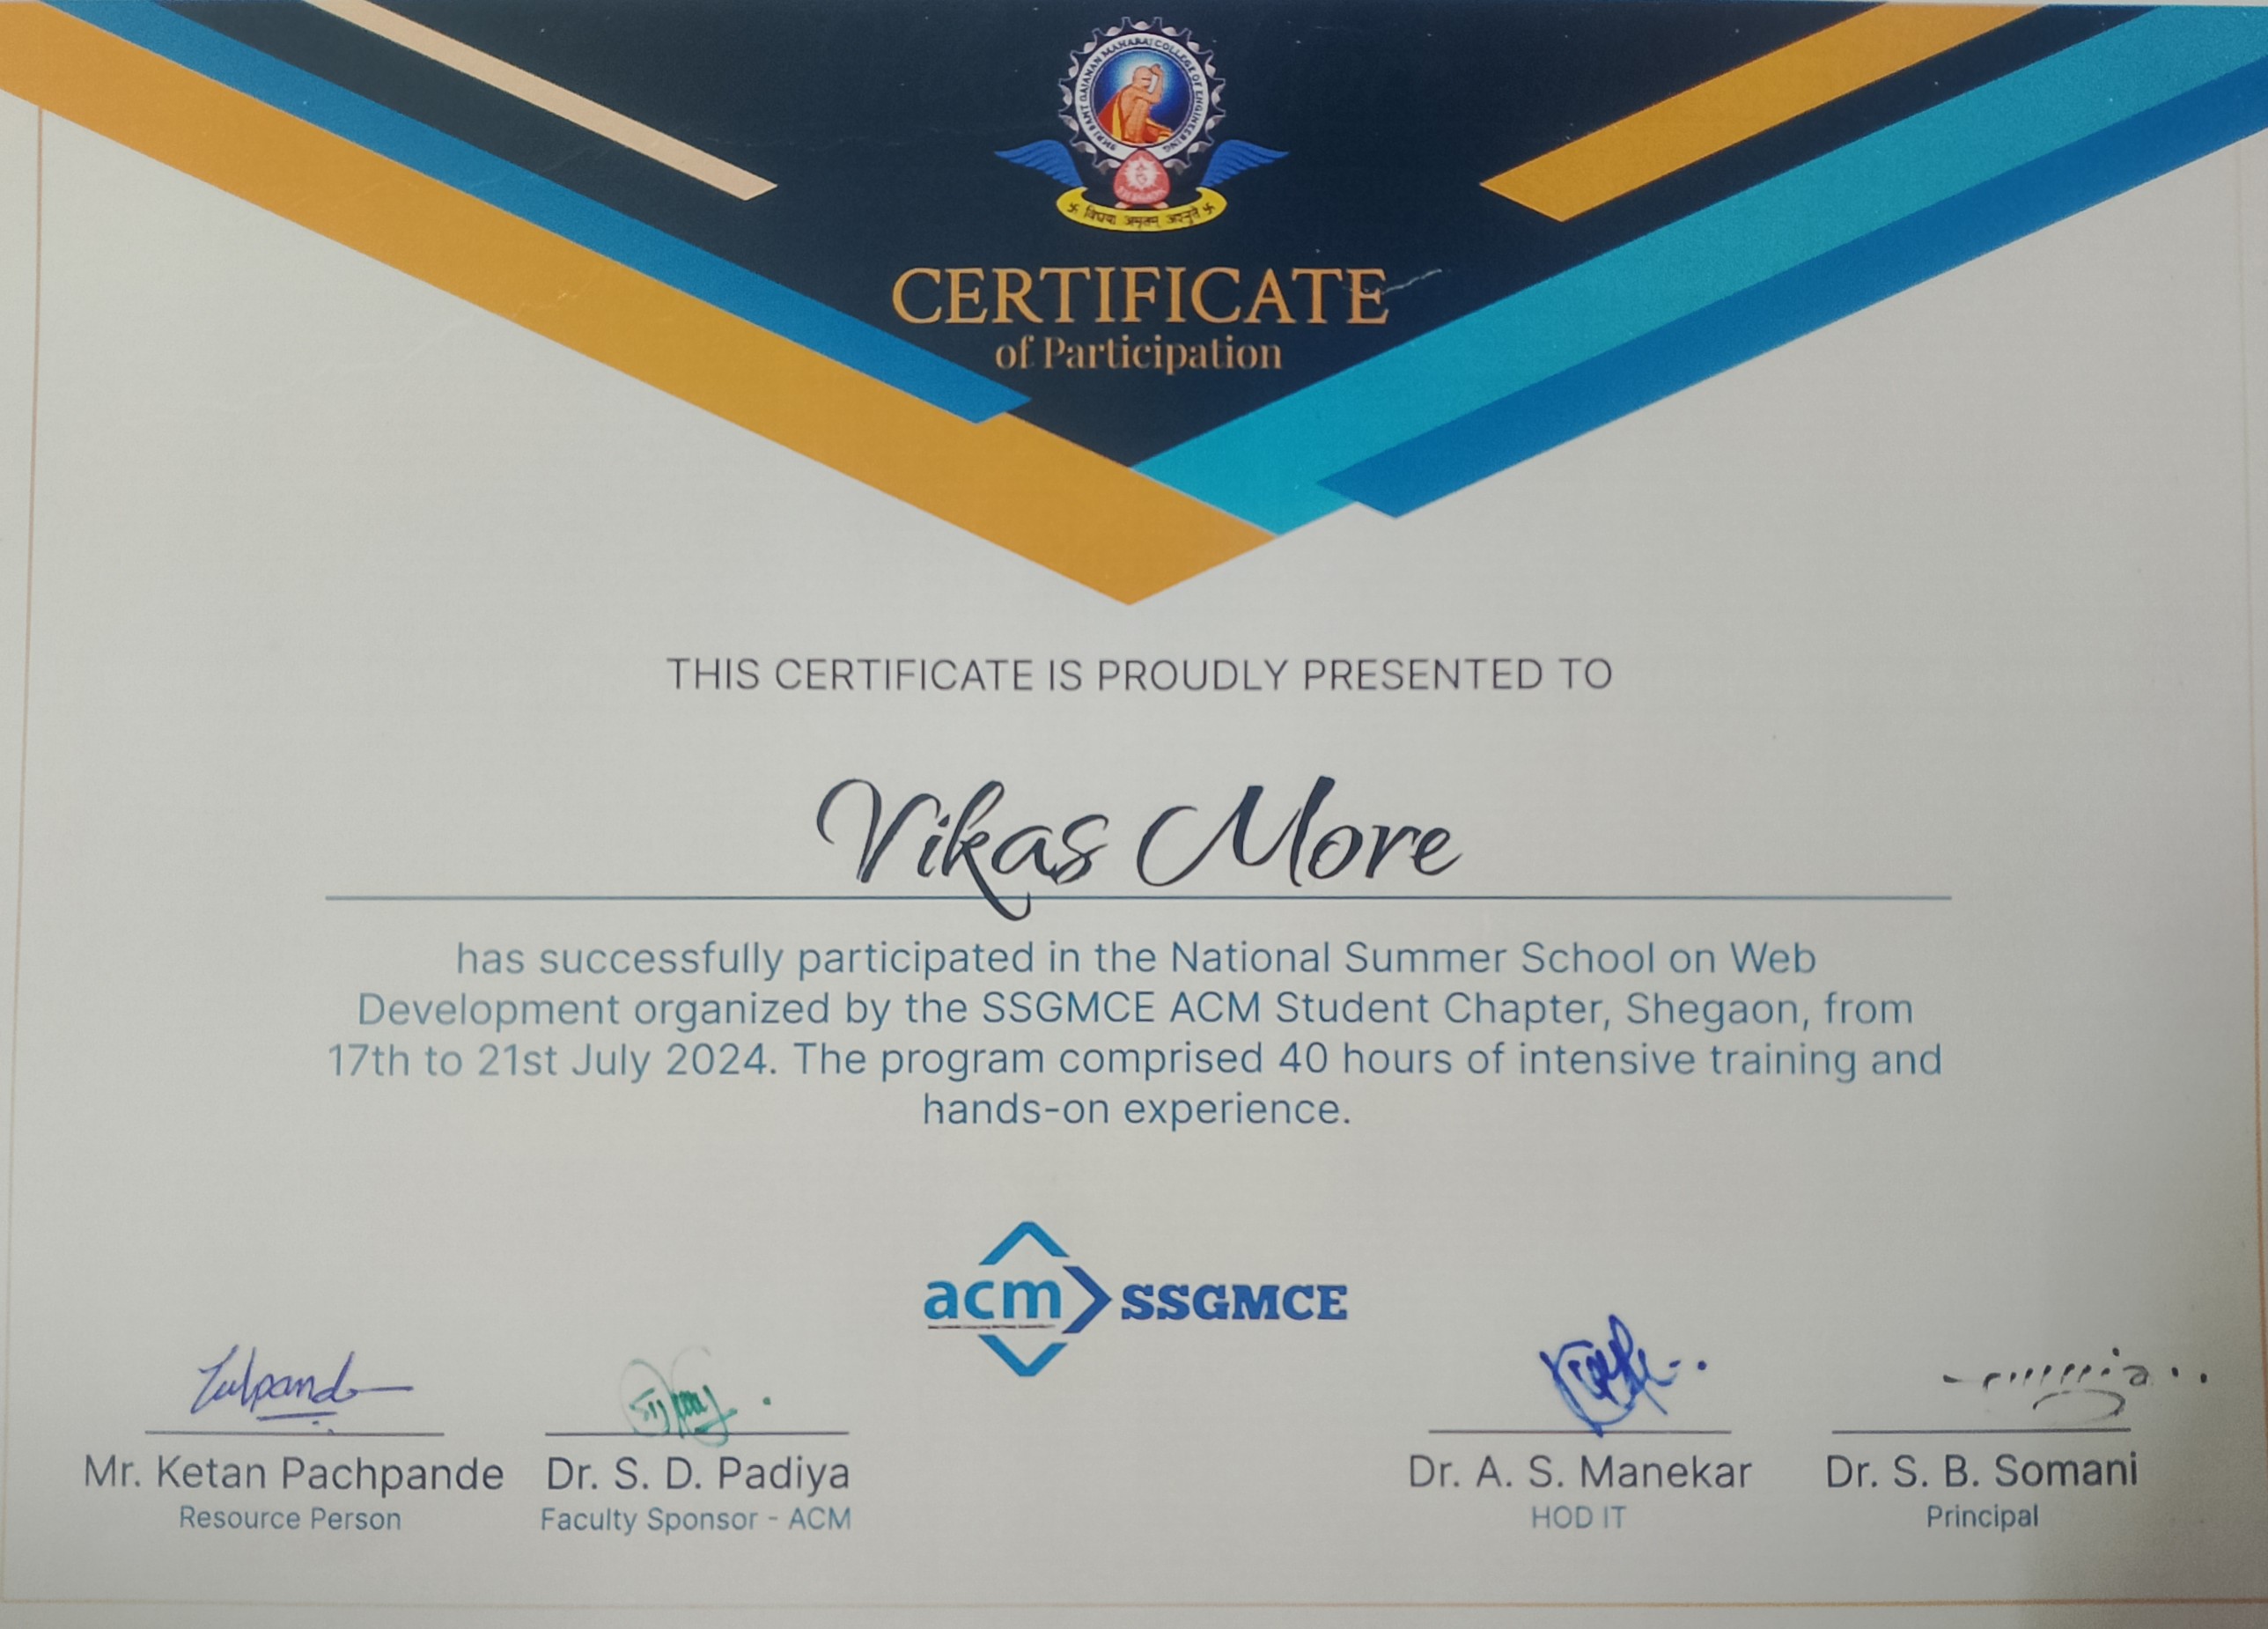 SHRI SANT GAJANAN MAHARAJ COLLEGE OF ENGINEERING
卐 विद्यया अमृतम् अश्नुते 卐
CERTIFICATE
of Participation
THIS CERTIFICATE IS PROUDLY PRESENTED TO
Vikas More
has successfully participated in the National Summer School on Web
Development organized by the SSGMCE ACM Student Chapter, Shegaon, from
17th to 21st July 2024. The program comprised 40 hours of intensive training and
hands-on experience.
acm SSGMCE
Mr. Ketan Pachpande Dr. S. D. Padiya Dr. A. S. Manekar Dr. S. B. Somani
Resource Person Faculty Sponsor - ACM HOD IT Principal